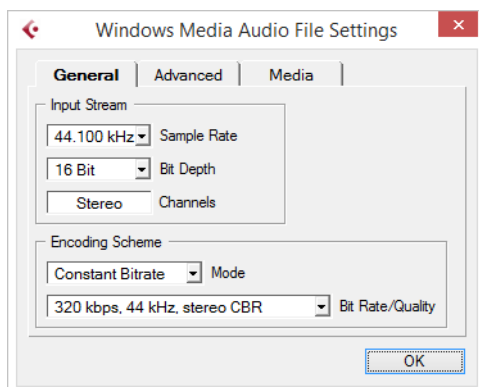 Windows Media Audio File Settings
General Advanced Media
Input Stream
44.100 kHz Sample Rate
16 Bit Bit Depth
Stereo Channels
Encoding Scheme
Constant Bitrate Mode
320 kbps, 44 kHz, stereo CBR Bit Rate/Quality
OK